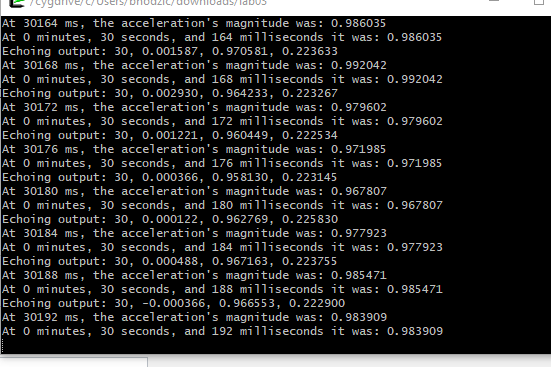 /cygdrive/c/Users/bhodzic/downloads/lab03
At 30164 ms, the acceleration's magnitude was: 0.986035
At 0 minutes, 30 seconds, and 164 milliseconds it was: 0.986035
Echoing output: 30, 0.001587, 0.970581, 0.223633
At 30168 ms, the acceleration's magnitude was: 0.992042
At 0 minutes, 30 seconds, and 168 milliseconds it was: 0.992042
Echoing output: 30, 0.002930, 0.964233, 0.223267
At 30172 ms, the acceleration's magnitude was: 0.979602
At 0 minutes, 30 seconds, and 172 milliseconds it was: 0.979602
Echoing output: 30, 0.001221, 0.960449, 0.222534
At 30176 ms, the acceleration's magnitude was: 0.971985
At 0 minutes, 30 seconds, and 176 milliseconds it was: 0.971985
Echoing output: 30, 0.000366, 0.958130, 0.223145
At 30180 ms, the acceleration's magnitude was: 0.967807
At 0 minutes, 30 seconds, and 180 milliseconds it was: 0.967807
Echoing output: 30, 0.000122, 0.962769, 0.225830
At 30184 ms, the acceleration's magnitude was: 0.977923
At 0 minutes, 30 seconds, and 184 milliseconds it was: 0.977923
Echoing output: 30, 0.000488, 0.967163, 0.223755
At 30188 ms, the acceleration's magnitude was: 0.985471
At 0 minutes, 30 seconds, and 188 milliseconds it was: 0.985471
Echoing output: 30, -0.000366, 0.966553, 0.222900
At 30192 ms, the acceleration's magnitude was: 0.983909
At 0 minutes, 30 seconds, and 192 milliseconds it was: 0.983909